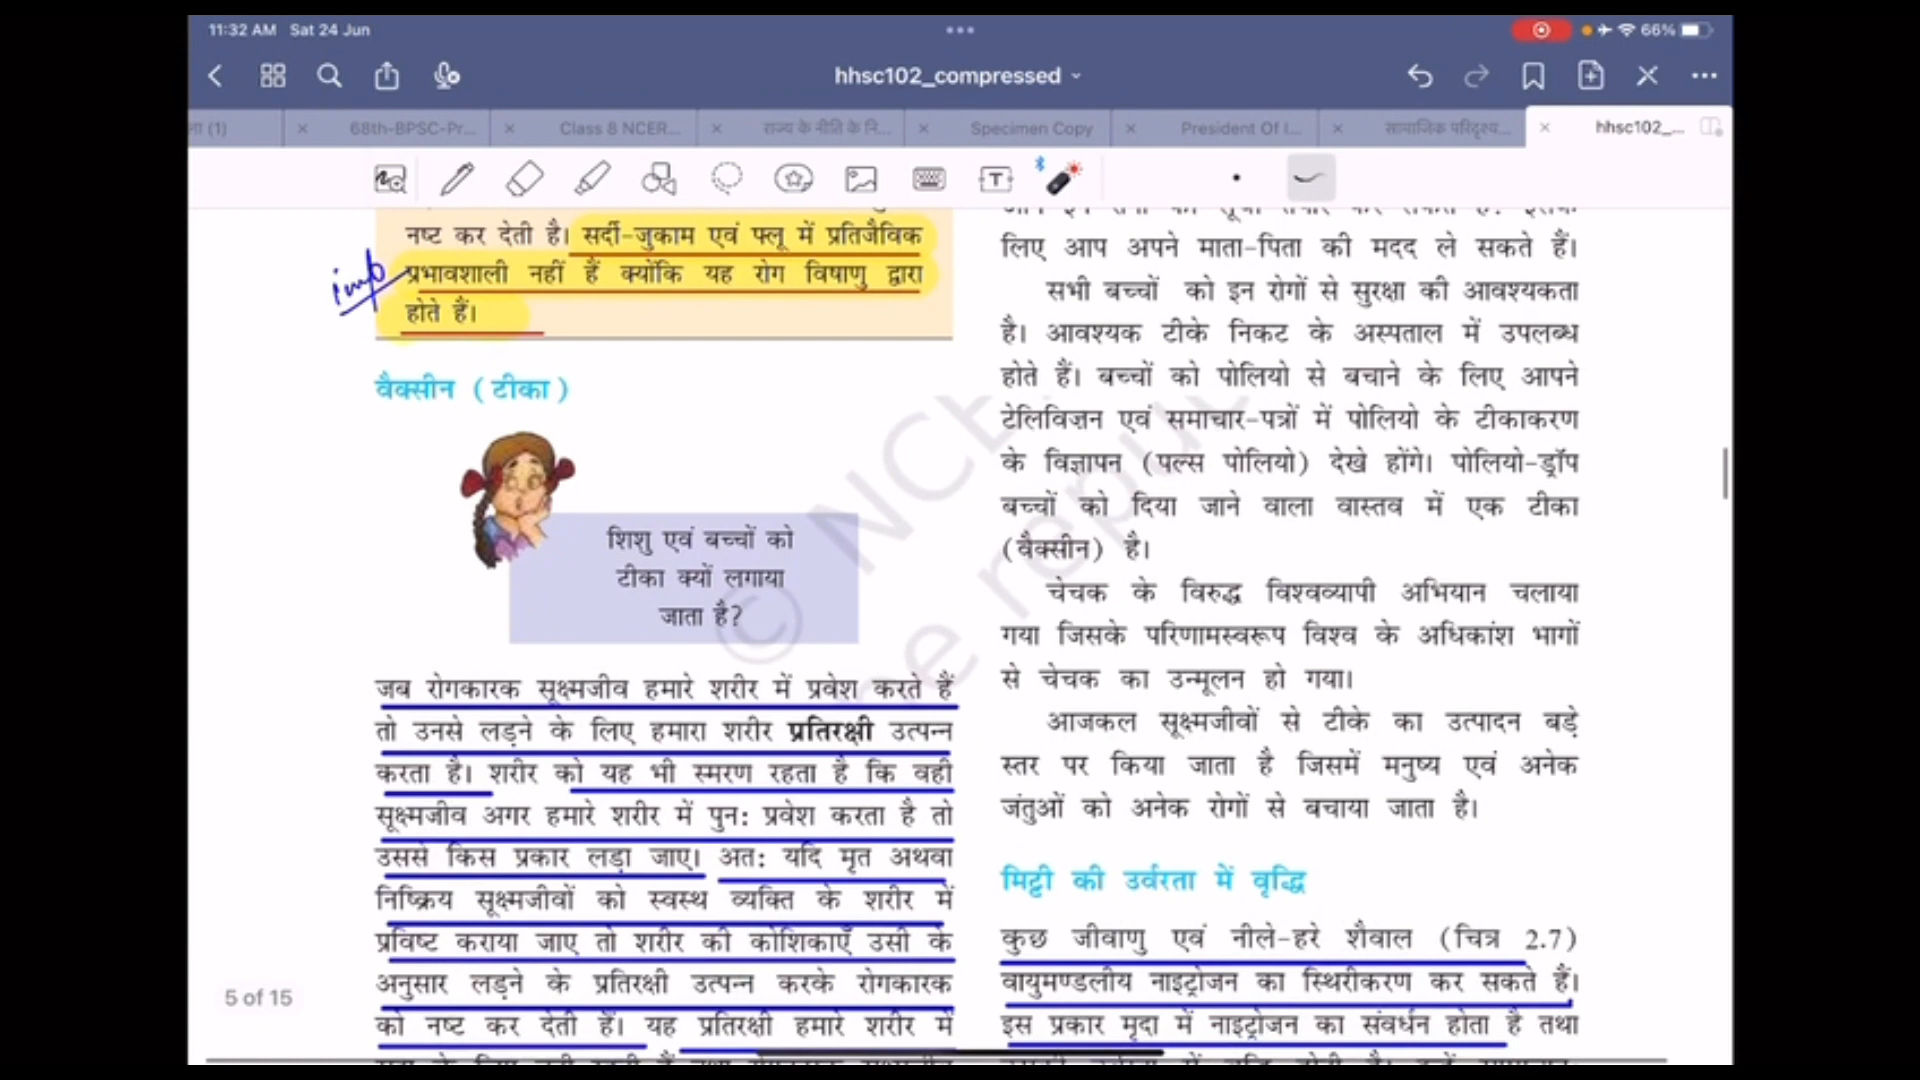 11:32 AM Sat 24 Jun
66%
hhsc102_compressed
(1)
68th-BPSC-Pr...
Class 8 NCER...
राज्य के नीति के नि...
Specimen Copy
President Of I...
सामाजिक परिदृश्य...
hhsc102_...
नष्ट कर देती है। सर्दी-जुकाम एवं फ्लू में प्रतिजैविक
imp प्रभावशाली नहीं हैं क्योंकि यह रोग विषाणु द्वारा
होते हैं।
वैक्सीन (टीका)
शिशु एवं बच्चों को
टीका क्यों लगाया
जाता है?
जब रोगकारक सूक्ष्मजीव हमारे शरीर में प्रवेश करते हैं
तो उनसे लड़ने के लिए हमारा शरीर प्रतिरक्षी उत्पन्न
करता है। शरीर को यह भी स्मरण रहता है कि वही
सूक्ष्मजीव अगर हमारे शरीर में पुन: प्रवेश करता है तो
उससे किस प्रकार लड़ा जाए। अत: यदि मृत अथवा
निष्क्रिय सूक्ष्मजीवों को स्वस्थ व्यक्ति के शरीर में
प्रविष्ट कराया जाए तो शरीर की कोशिकाएँ उसी के
अनुसार लड़ने के प्रतिरक्षी उत्पन्न करके रोगकारक
को नष्ट कर देती हैं। यह प्रतिरक्षी हमारे शरीर में
5 of 15
लिए आप अपने माता-पिता की मदद ले सकते हैं।
सभी बच्चों को इन रोगों से सुरक्षा की आवश्यकता
है। आवश्यक टीके निकट के अस्पताल में उपलब्ध
होते हैं। बच्चों को पोलियो से बचाने के लिए आपने
टेलिविज़न एवं समाचार-पत्रों में पोलियो के टीकाकरण
के विज्ञापन (पल्स पोलियो) देखे होंगे। पोलियो-ड्रॉप
बच्चों को दिया जाने वाला वास्तव में एक टीका
(वैक्सीन) है।
चेचक के विरुद्ध विश्वव्यापी अभियान चलाया
गया जिसके परिणामस्वरूप विश्व के अधिकांश भागों
से चेचक का उन्मूलन हो गया।
आजकल सूक्ष्मजीवों से टीके का उत्पादन बड़े
स्तर पर किया जाता है जिसमें मनुष्य एवं अनेक
जंतुओं को अनेक रोगों से बचाया जाता है।
मिट्टी की उर्वरता में वृद्धि
कुछ जीवाणु एवं नीले-हरे शैवाल (चित्र 2.7)
वायुमण्डलीय नाइट्रोजन का स्थिरीकरण कर सकते हैं।
इस प्रकार मृदा में नाइट्रोजन का संवर्धन होता है तथा